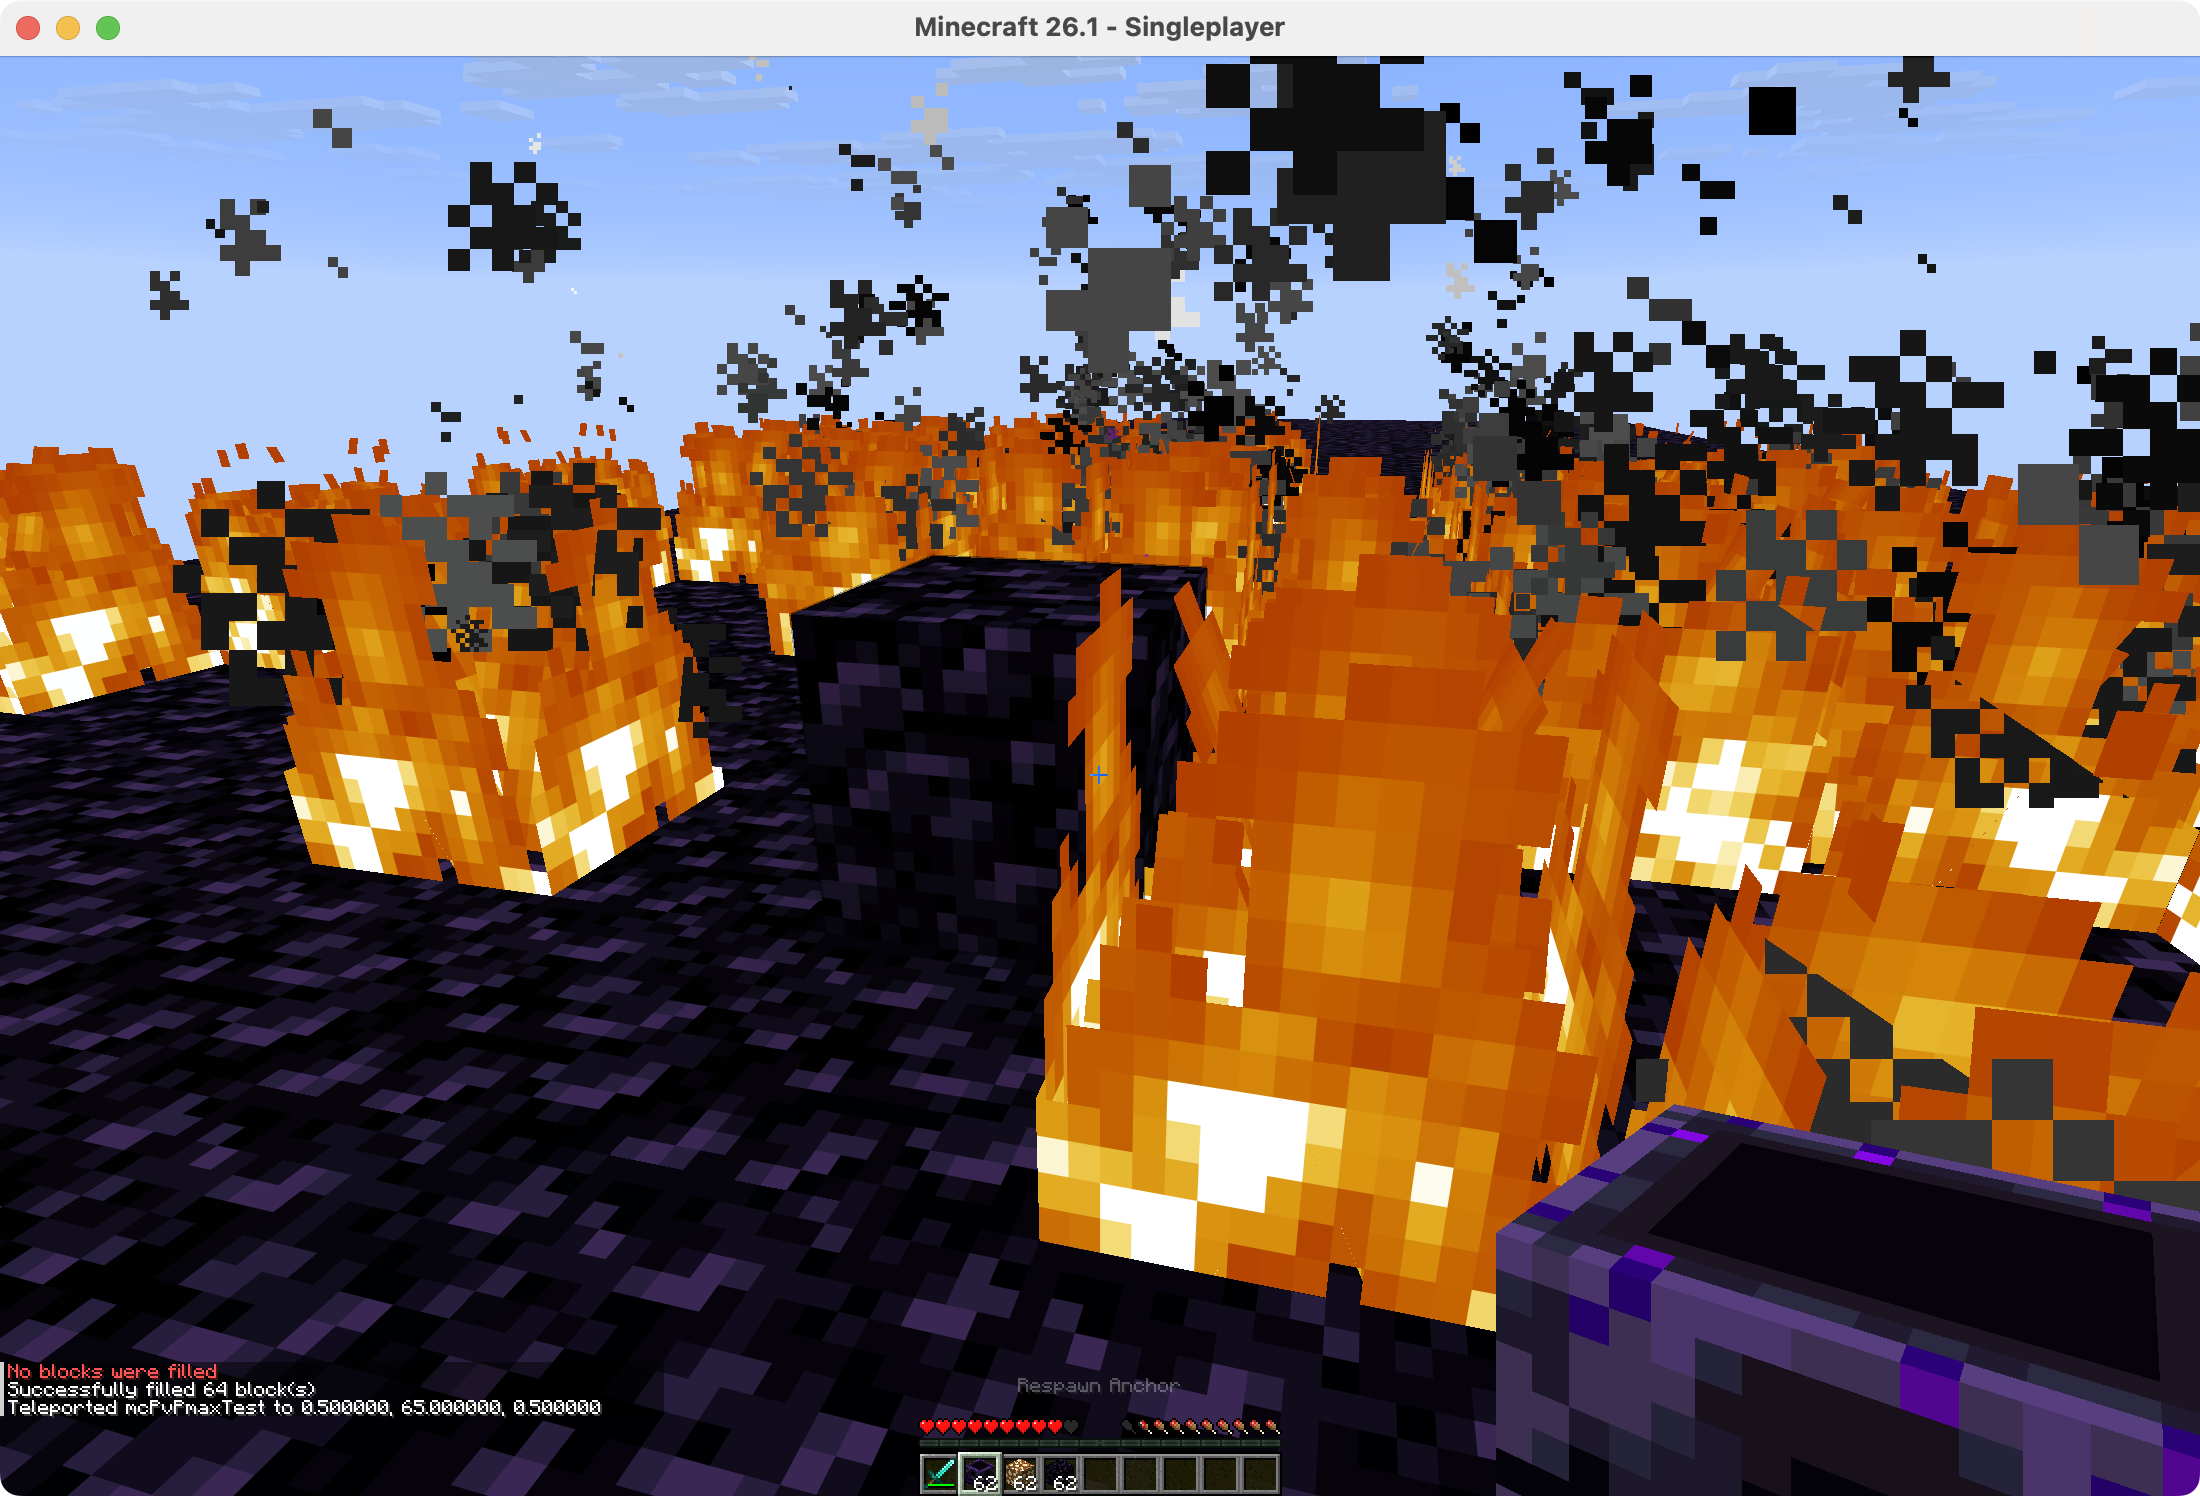 Minecraft 26.1 - Singleplayer
No blocks were filled
Successfully filled 64 block(s)
Teleported mcPvPmaxTest to 0.500000, 65.000000, 0.500000
Respawn Anchor
62 62 62